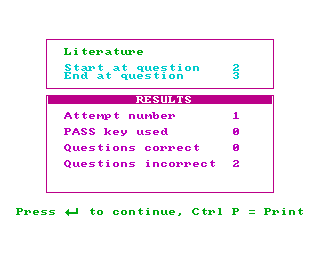 Literature
Start at question 2
End at question 3
RESULTS
Attempt number 1
PASS key used 0
Questions correct 0
Questions incorrect 2
Press ↵ to continue, Ctrl P = Print